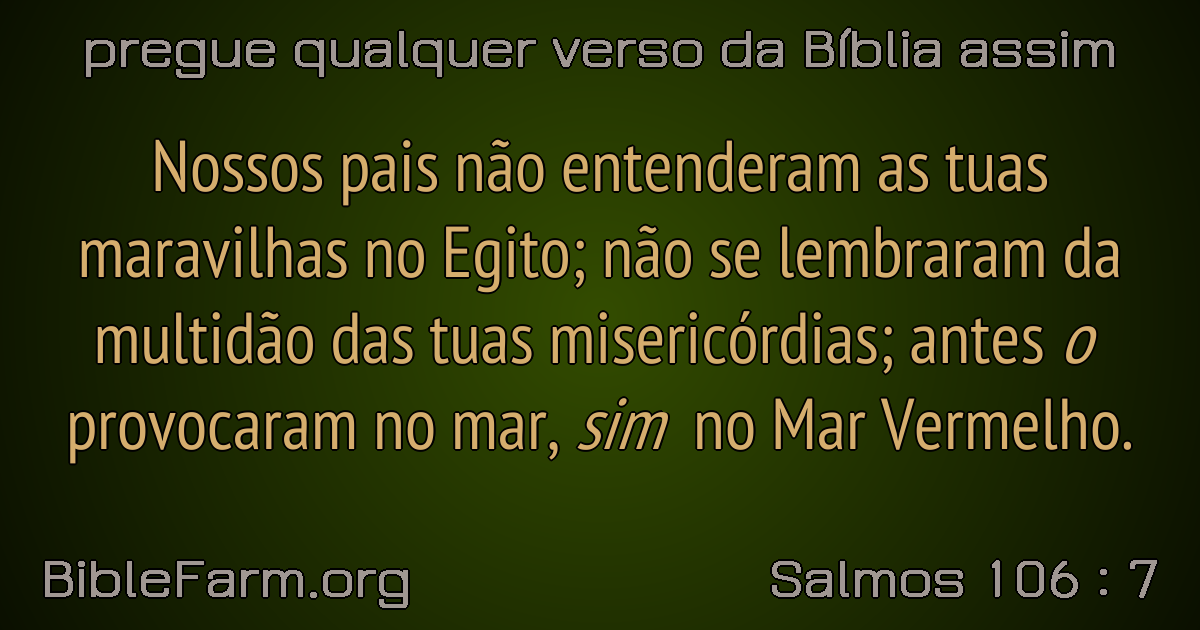 pregue qualquer verso da Bíblia assim
Nossos pais não entenderam as tuas
maravilhas no Egito; não se lembraram da
multidão das tuas misericórdias; antes o
provocaram no mar, sim no Mar Vermelho.
BibleFarm.org
Salmos 106 : 7